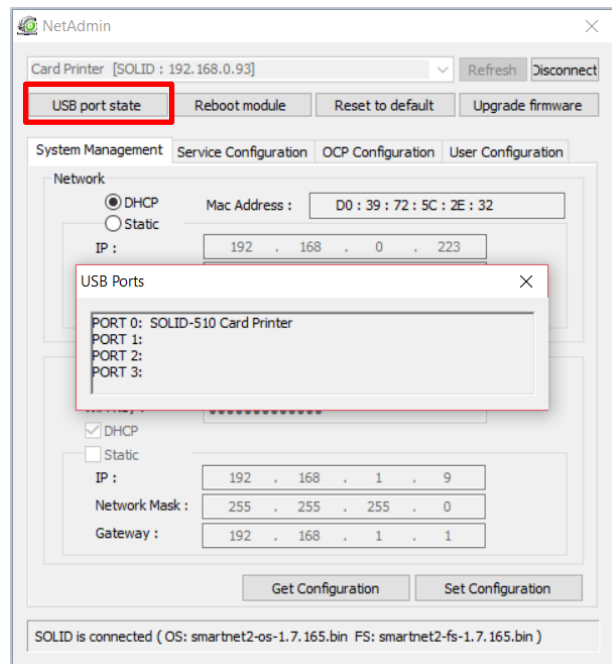 NetAdmin
Card Printer [SOLID : 192.168.0.93] Refresh Disconnect
USB port state Reboot module Reset to default Upgrade firmware
System Management Service Configuration OCP Configuration User Configuration
Network
DHCP Mac Address : D0 : 39 : 72 : 5C : 2E : 32
Static
IP : 192 . 168 . 0 . 223
USB Ports
PORT 0: SOLID-510 Card Printer
PORT 1:
PORT 2:
PORT 3:
DHCP
Static
IP : 192 . 168 . 1 . 9
Network Mask : 255 . 255 . 255 . 0
Gateway : 192 . 168 . 1 . 1
Get Configuration Set Configuration
SOLID is connected ( OS: smartnet2-os-1.7.165.bin FS: smartnet2-fs-1.7.165.bin )